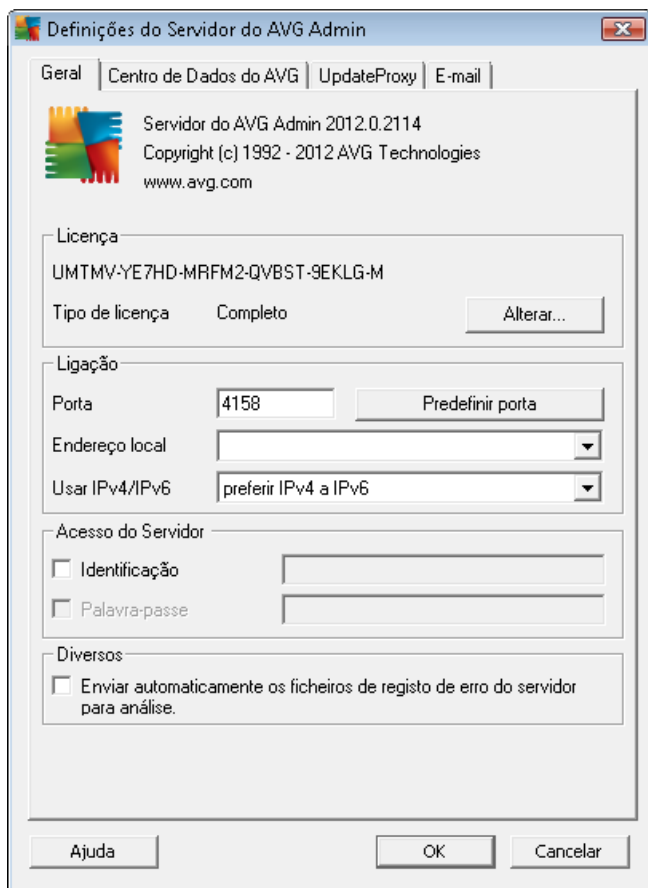 Definições do Servidor do AVG Admin
Geral Centro de Dados do AVG UpdateProxy E-mail
Servidor do AVG Admin 2012.0.2114
Copyright (c) 1992 - 2012 AVG Technologies
www.avg.com
Licença
UMTMV-YE7HD-MRFM2-QVBST-9EKLG-M
Tipo de licença Completo Alterar...
Ligação
Porta 4158 Predefinir porta
Endereço local
Usar IPv4/IPv6 preferir IPv4 a IPv6
Acesso do Servidor
Identificação
Palavra-passe
Diversos
Enviar automaticamente os ficheiros de registo de erro do servidor
para análise.
Ajuda OK Cancelar